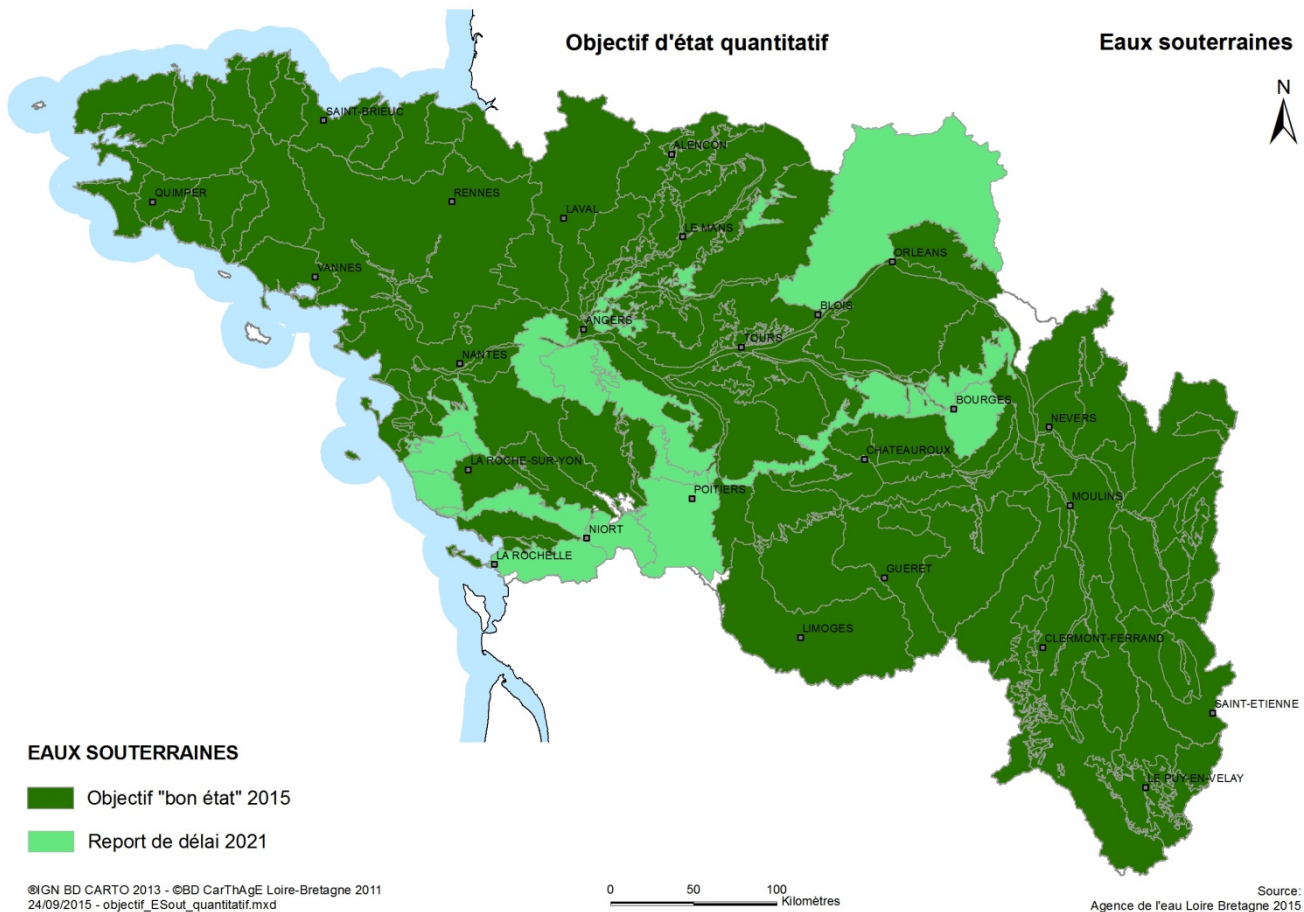 Objectif d'état quantitatif
Eaux souterraines
N
SAINT-BRIEUC
ALENCON
QUIMPER
RENNES
LAVAL
LE MANS
ORLEANS
VANNES
BLOIS
ANGERS
TOURS
NANTES
BOURGES
NEVERS
CHATEAUROUX
LA ROCHE-SUR-YON
POITIERS
MOULINS
NIORT
LA ROCHELLE
GUERET
LIMOGES
CLERMONT-FERRAND
SAINT-ETIENNE
LE PUY-EN-VELAY
EAUX SOUTERRAINES
Objectif "bon état" 2015
Report de délai 2021
®IGN BD CARTO 2013 - ©BD CarThAgE Loire-Bretagne 2011
24/09/2015 - objectif_ESout_quantitatif.mxd
0 50 100
Kilomètres
Source:
Agence de l'eau Loire Bretagne 2015